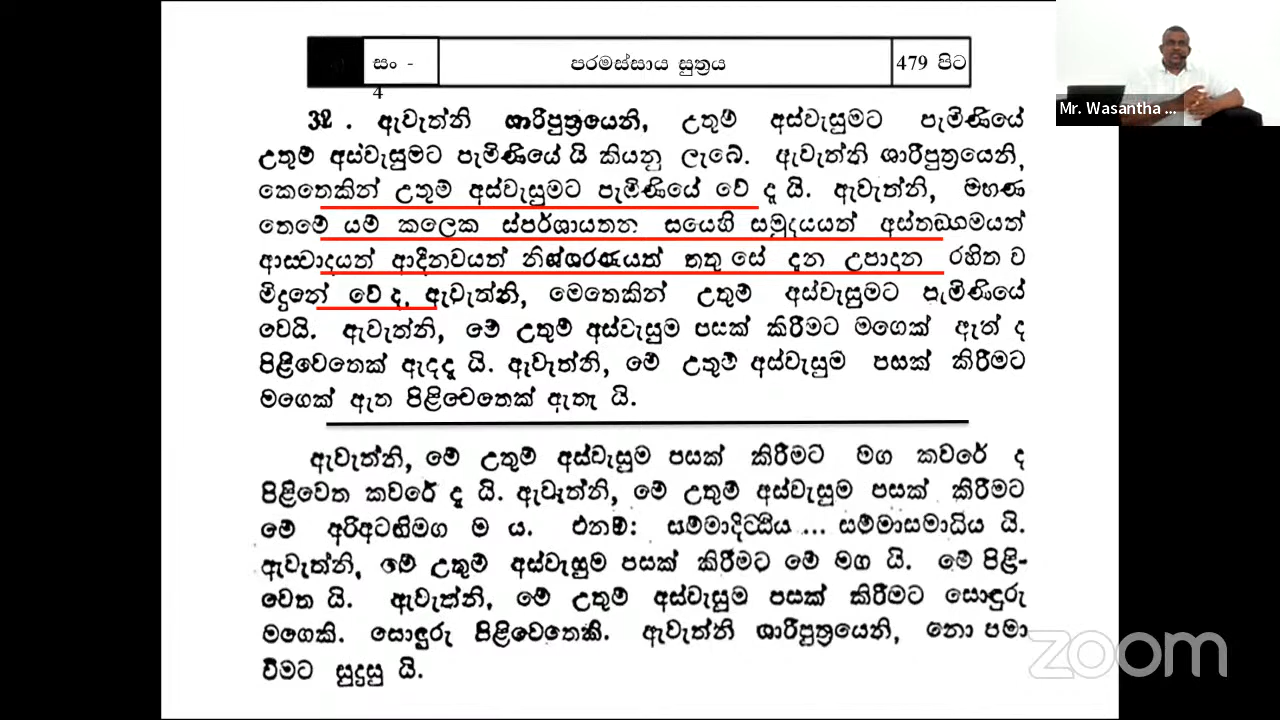 සං -
4
පරමස්සාය සුත්‍රය
479 පිට
Mr. Wasantha ...
32. ඇවැත්නි ශාරිපුත්‍රයෙනි, උතුම් අස්වැසුමට පැමිණියේ
උතුම් අස්වැසුමට පැමිණියේ යි කියනු ලැබේ. ඇවැත්නි ශාරිපුත්‍රයෙනි,
කෙතෙකින් උතුම් අස්වැසුමට පැමිණියේ වේ ද යි. ඇවැත්නි, මහණ
තෙමේ යම් කලෙක ස්පර්ශායතන සයෙහි සමුදයයත් අස්තඞ්ගමයත්
ආස්වාදයත් ආදීනවයත් නිශ්ශරණයත් තතු සේ දැන උපාදාන රහිත ව
මිදුනේ වේ ද, ඇවැත්නි, මෙතෙකින් උතුම් අස්වැසුමට පැමිණියේ
වෙයි. ඇවැත්නි, මේ උතුම් අස්වැසුම පසක් කිරීමට මගෙක් ඇත් ද
පිළිවෙතෙක් ඇද්ද යි. ඇවැත්නි, මේ උතුම් අස්වැසුම පසක් කිරීමට
මගෙක් ඇත පිළිවෙතෙක් ඇතැ යි.
ඇවැත්නි, මේ උතුම් අස්වැසුම පසක් කිරීමට මග කවරේ ද
පිළිවෙත කවරේ ද යි. ඇවැත්නි, මේ උතුම් අස්වැසුම පසක් කිරීමට
මේ අරිඅටඟිමග ම ය. එනම්: සම්මාදිට්ඨිය ... සම්මාසමාධිය යි.
ඇවැත්නි, මේ උතුම් අස්වැසුම පසක් කිරීමට මේ මග යි. මේ පිළි-
වෙත යි. ඇවැත්නි, මේ උතුම් අස්වැසුම පසක් කිරීමට සොඳුරු
මගෙකි. සොඳුරු පිළිවෙතෙකි. ඇවැත්නි ශාරිපුත්‍රයෙනි, නො පමා
වීමට සුදුසු යි.
zoom